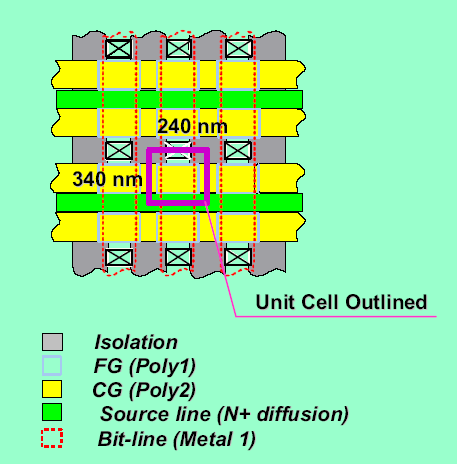 240 nm
340 nm
Unit Cell Outlined
Isolation
FG (Poly1)
CG (Poly2)
Source line (N+ diffusion)
Bit-line (Metal 1)